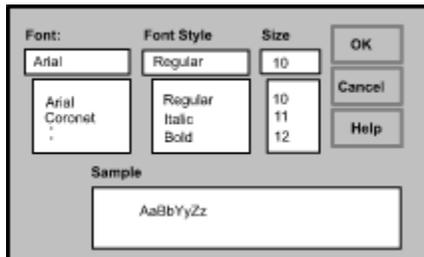 Font:
Font Style
Size
Arial
Regular
10
Arial
Coronet
:
Regular
Italic
Bold
10
11
12
OK
Cancel
Help
Sample
AaBbYyZz